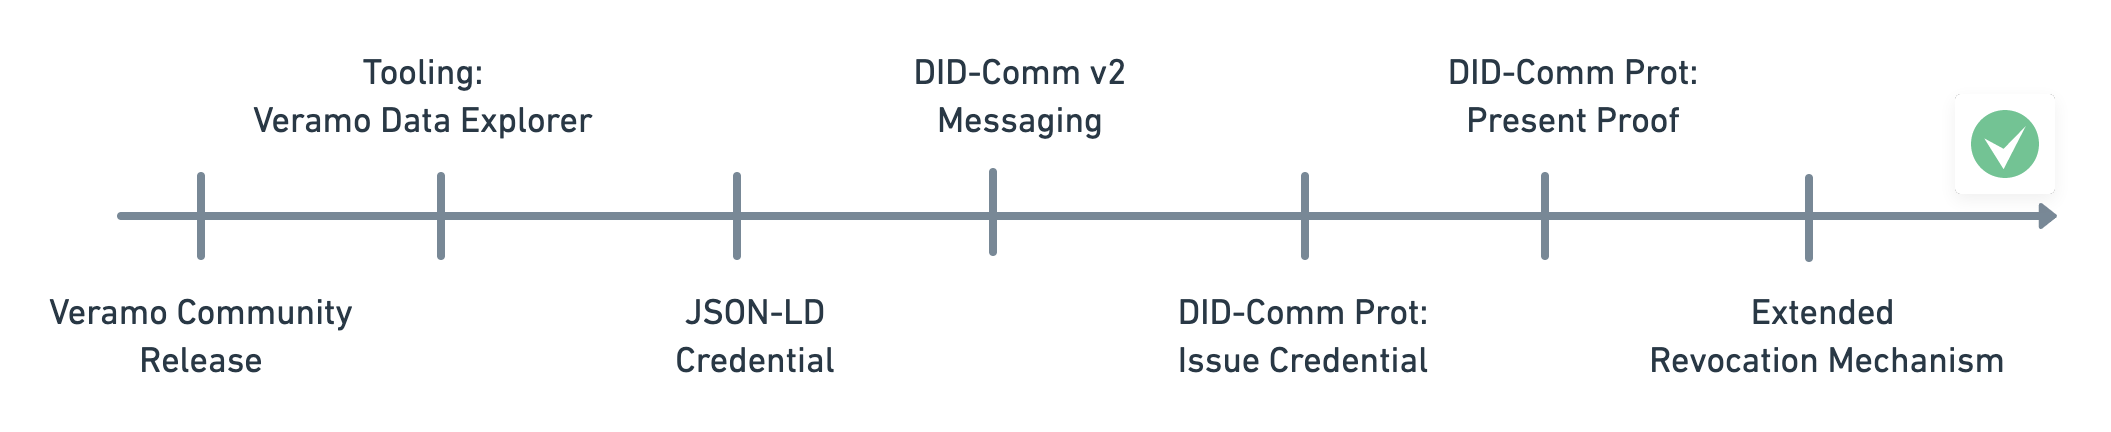 Tooling:
Veramo Data Explorer
DID-Comm v2
Messaging
DID-Comm Prot:
Present Proof
Veramo Community
Release
JSON-LD
Credential
DID-Comm Prot:
Issue Credential
Extended
Revocation Mechanism